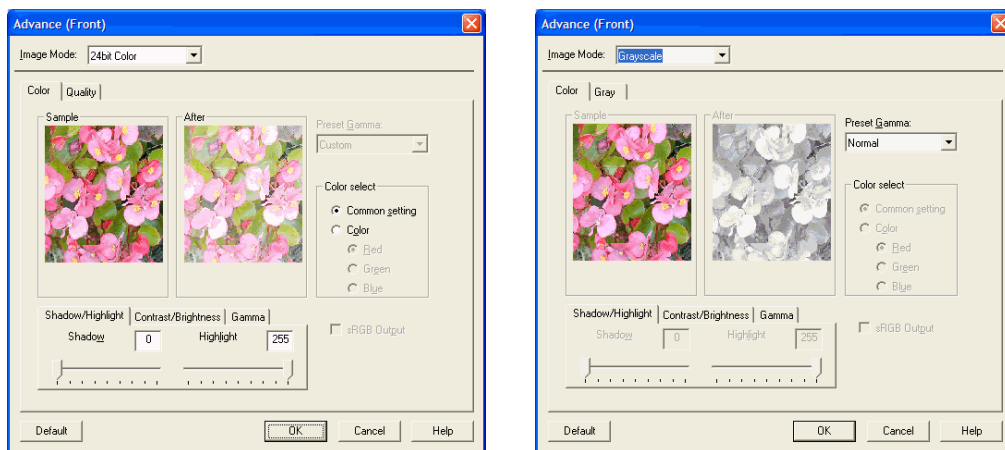 Advance (Front)
Image Mode: 24bit Color
Color Quality
Sample After
Preset Gamma:
Custom
Color select
Common setting
Color
Red
Green
Blue
Shadow/Highlight Contrast/Brightness Gamma
Shadow 0 Highlight 255
sRGB Output
Default OK Cancel Help
Advance (Front)
Image Mode: Grayscale
Color Gray
Sample After
Preset Gamma:
Normal
Color select
Common setting
Color
Red
Green
Blue
Shadow/Highlight Contrast/Brightness Gamma
Shadow 0 Highlight 255
sRGB Output
Default OK Cancel Help